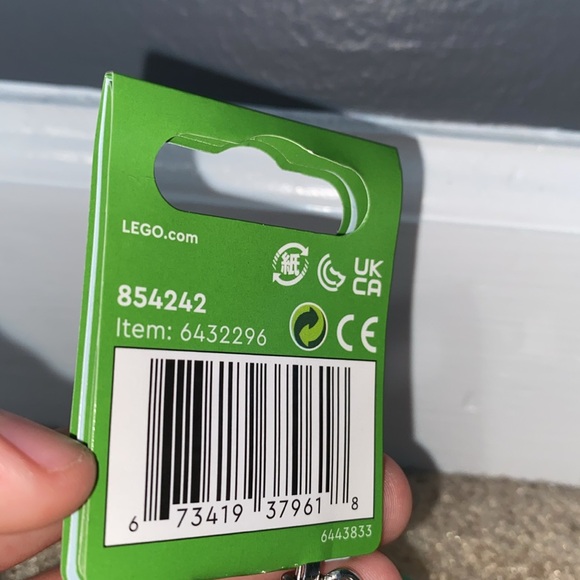 LEGO.com
紙
UK
CA
854242
Item: 6432296
CE
6 73419 37961 8
6443833